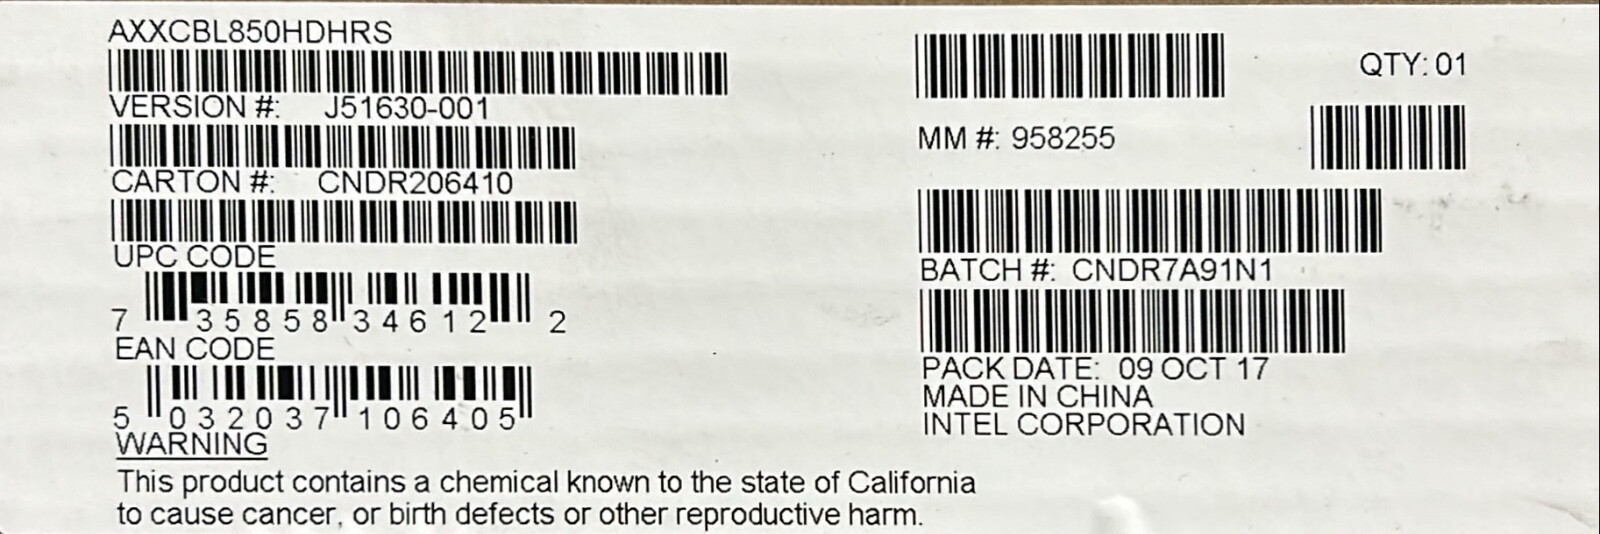 AXXCBL850HDHRS
VERSION #: J51630-001
CARTON #: CNDR206410
UPC CODE
7 35858 34612 2
EAN CODE
5 032037 106405
WARNING
This product contains a chemical known to the state of California
to cause cancer, or birth defects or other reproductive harm.
QTY: 01
MM #: 958255
BATCH #: CNDR7A91N1
PACK DATE: 09 OCT 17
MADE IN CHINA
INTEL CORPORATION